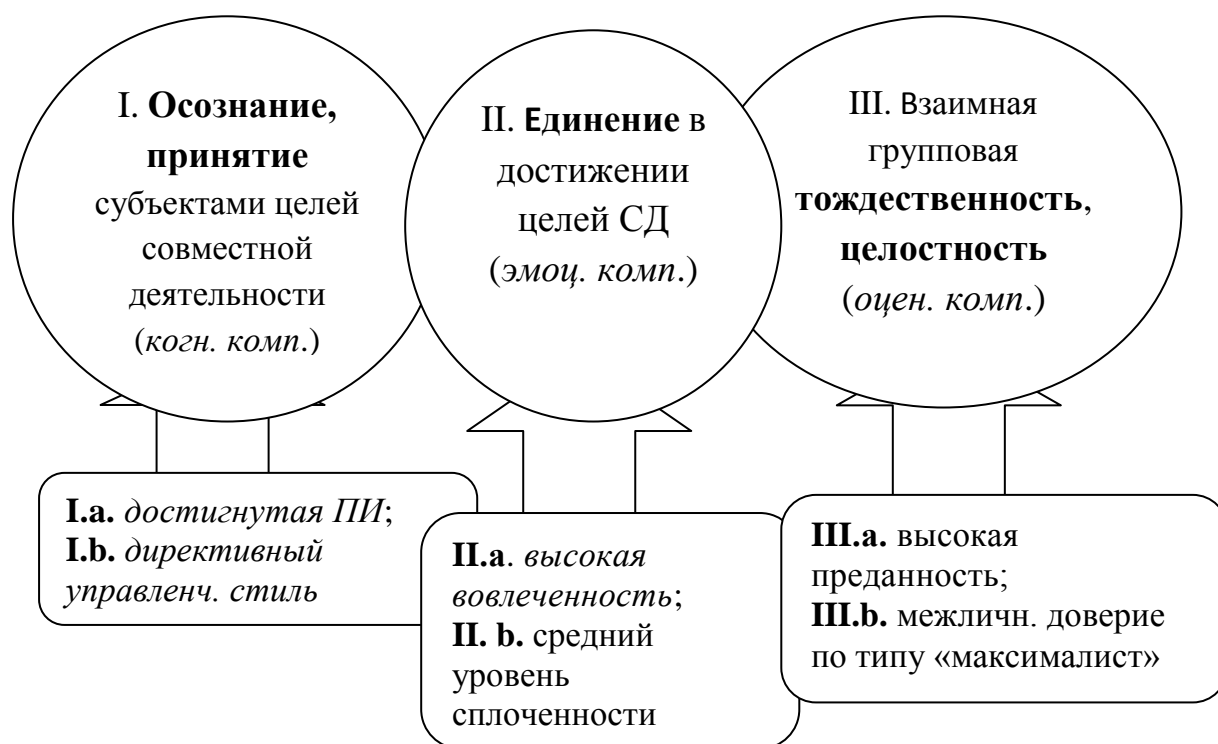 I. Осознание,
принятие
субъектами целей
совместной
деятельности
(когн. комп.)
II. Единение в
достижении
целей СД
(эмоц. комп.)
III. Взаимная
групповая
тождественность,
целостность
(оцен. комп.)
I.a. достигнутая ПИ;
I.b. директивный
управленч. стиль
II.a. высокая
вовлеченность;
II. b. средний
уровень
сплоченности
III.a. высокая
преданность;
III.b. межличн. доверие
по типу «максималист»